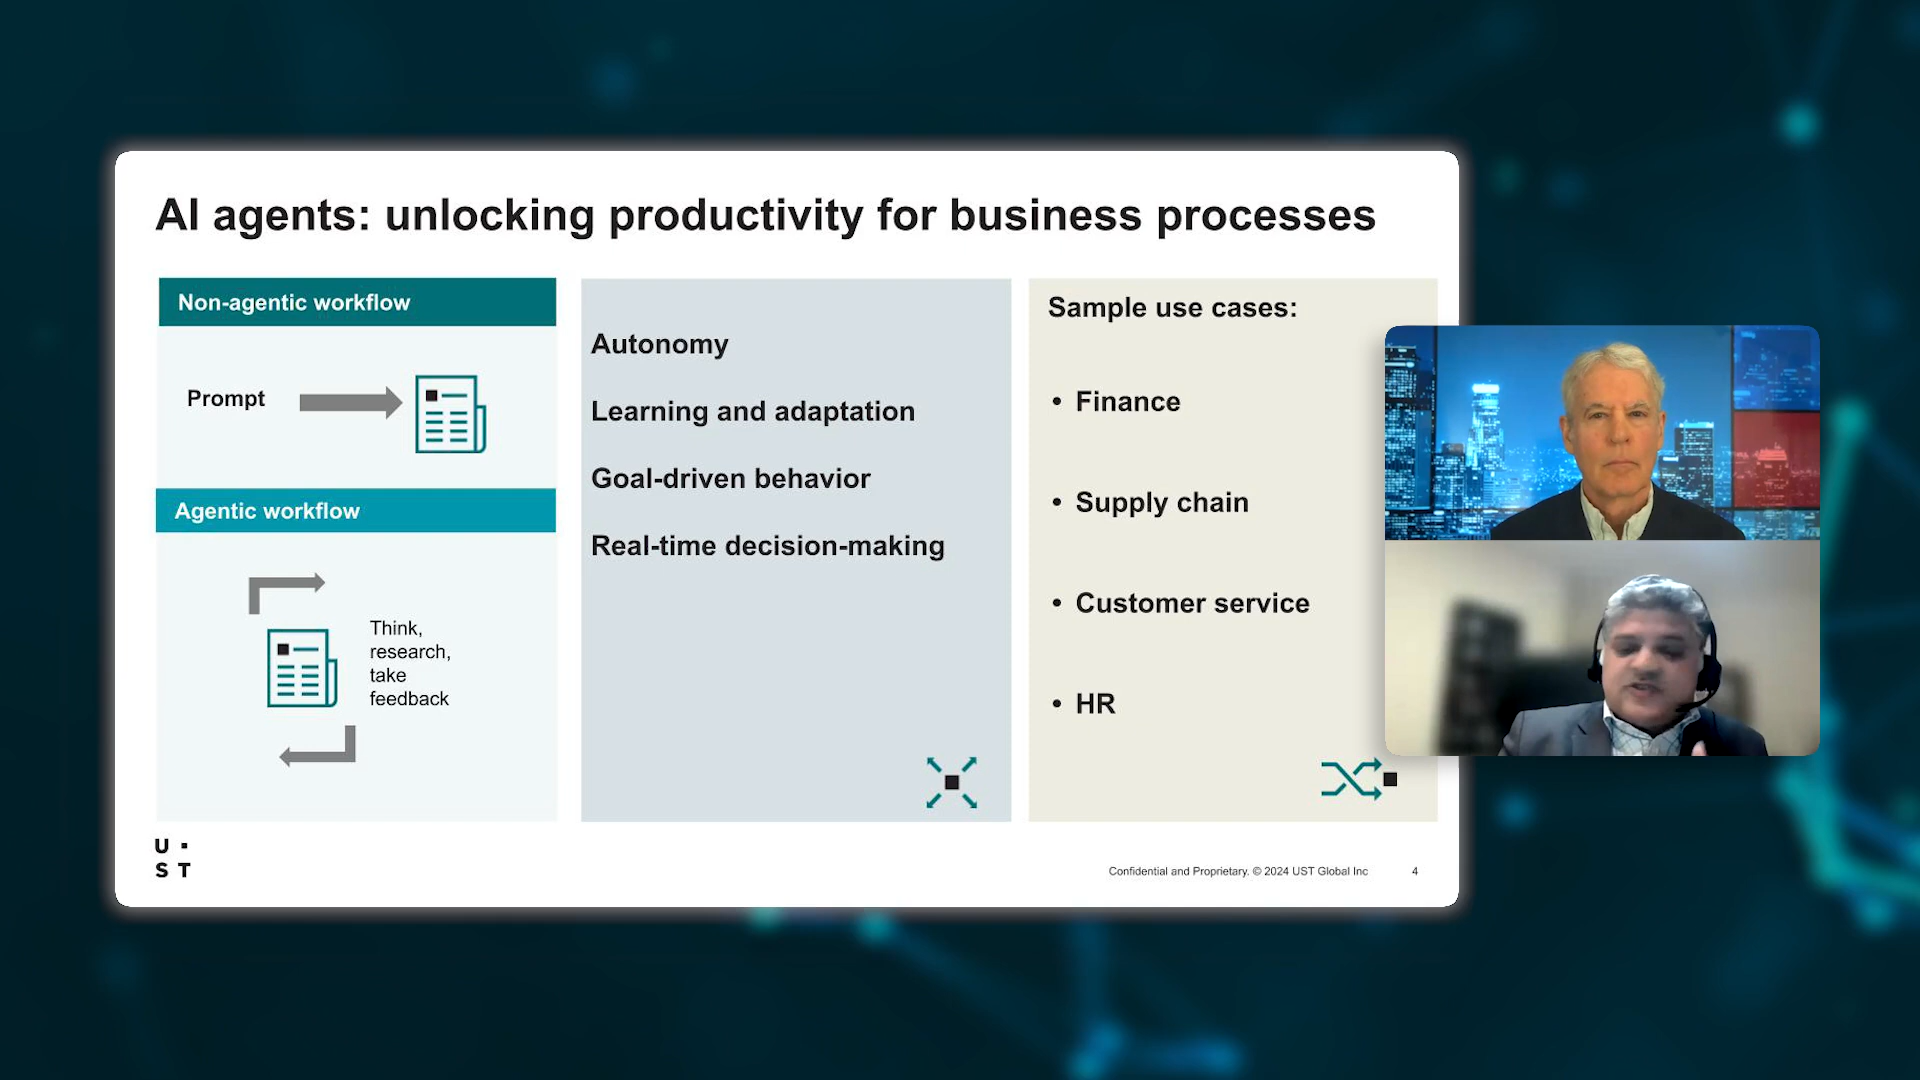 AI agents: unlocking productivity for business processes
Non-agentic workflow
Prompt
Agentic workflow
Think,
research,
take
feedback
Autonomy
Learning and adaptation
Goal-driven behavior
Real-time decision-making
Sample use cases:
• Finance
• Supply chain
• Customer service
• HR
U ·
S T
Confidential and Proprietary. © 2024 UST Global Inc
4